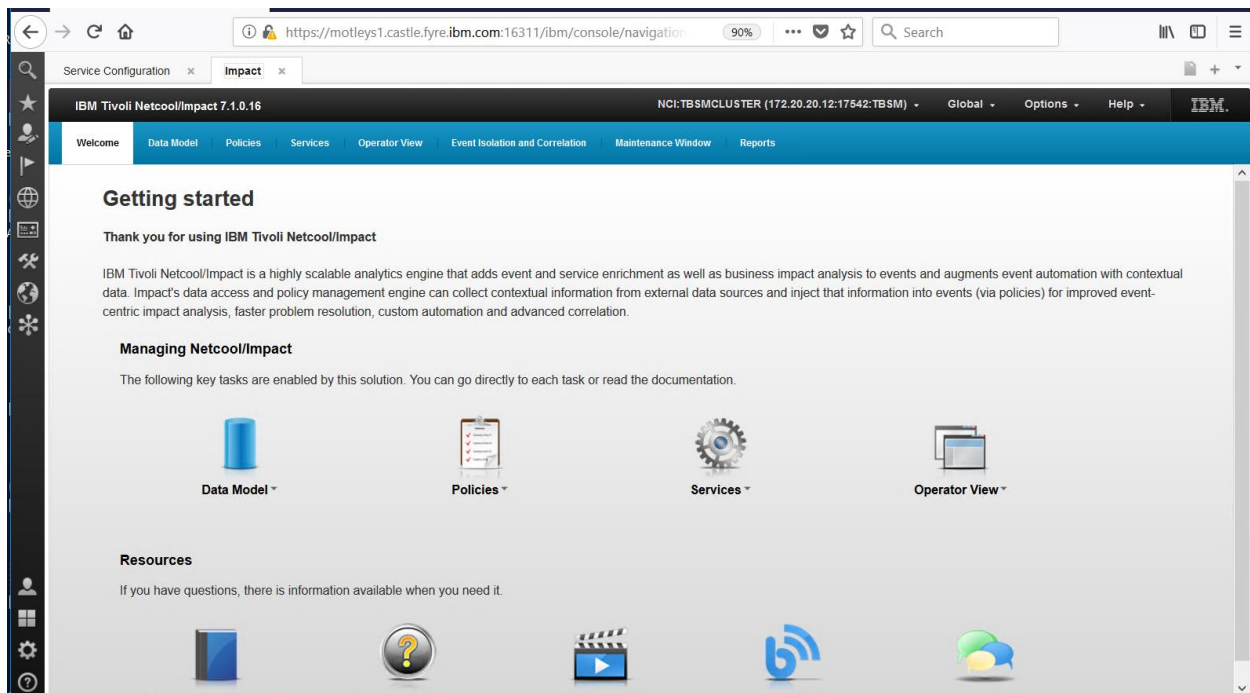 https://motleys1.castle.fyre.ibm.com:16311/ibm/console/navigation
90%
Search
Service Configuration
Impact
IBM Tivoli Netcool/Impact 7.1.0.16
NCI:TBSMCLUSTER (172.20.20.12:17542:TBSM)
Global
Options
Help
IBM.
Welcome
Data Model
Policies
Services
Operator View
Event Isolation and Correlation
Maintenance Window
Reports
Getting started
Thank you for using IBM Tivoli Netcool/Impact
IBM Tivoli Netcool/Impact is a highly scalable analytics engine that adds event and service enrichment as well as business impact analysis to events and augments event automation with contextual
data. Impact's data access and policy management engine can collect contextual information from external data sources and inject that information into events (via policies) for improved event-
centric impact analysis, faster problem resolution, custom automation and advanced correlation.
Managing Netcool/Impact
The following key tasks are enabled by this solution. You can go directly to each task or read the documentation.
Data Model
Policies
Services
Operator View
Resources
If you have questions, there is information available when you need it.